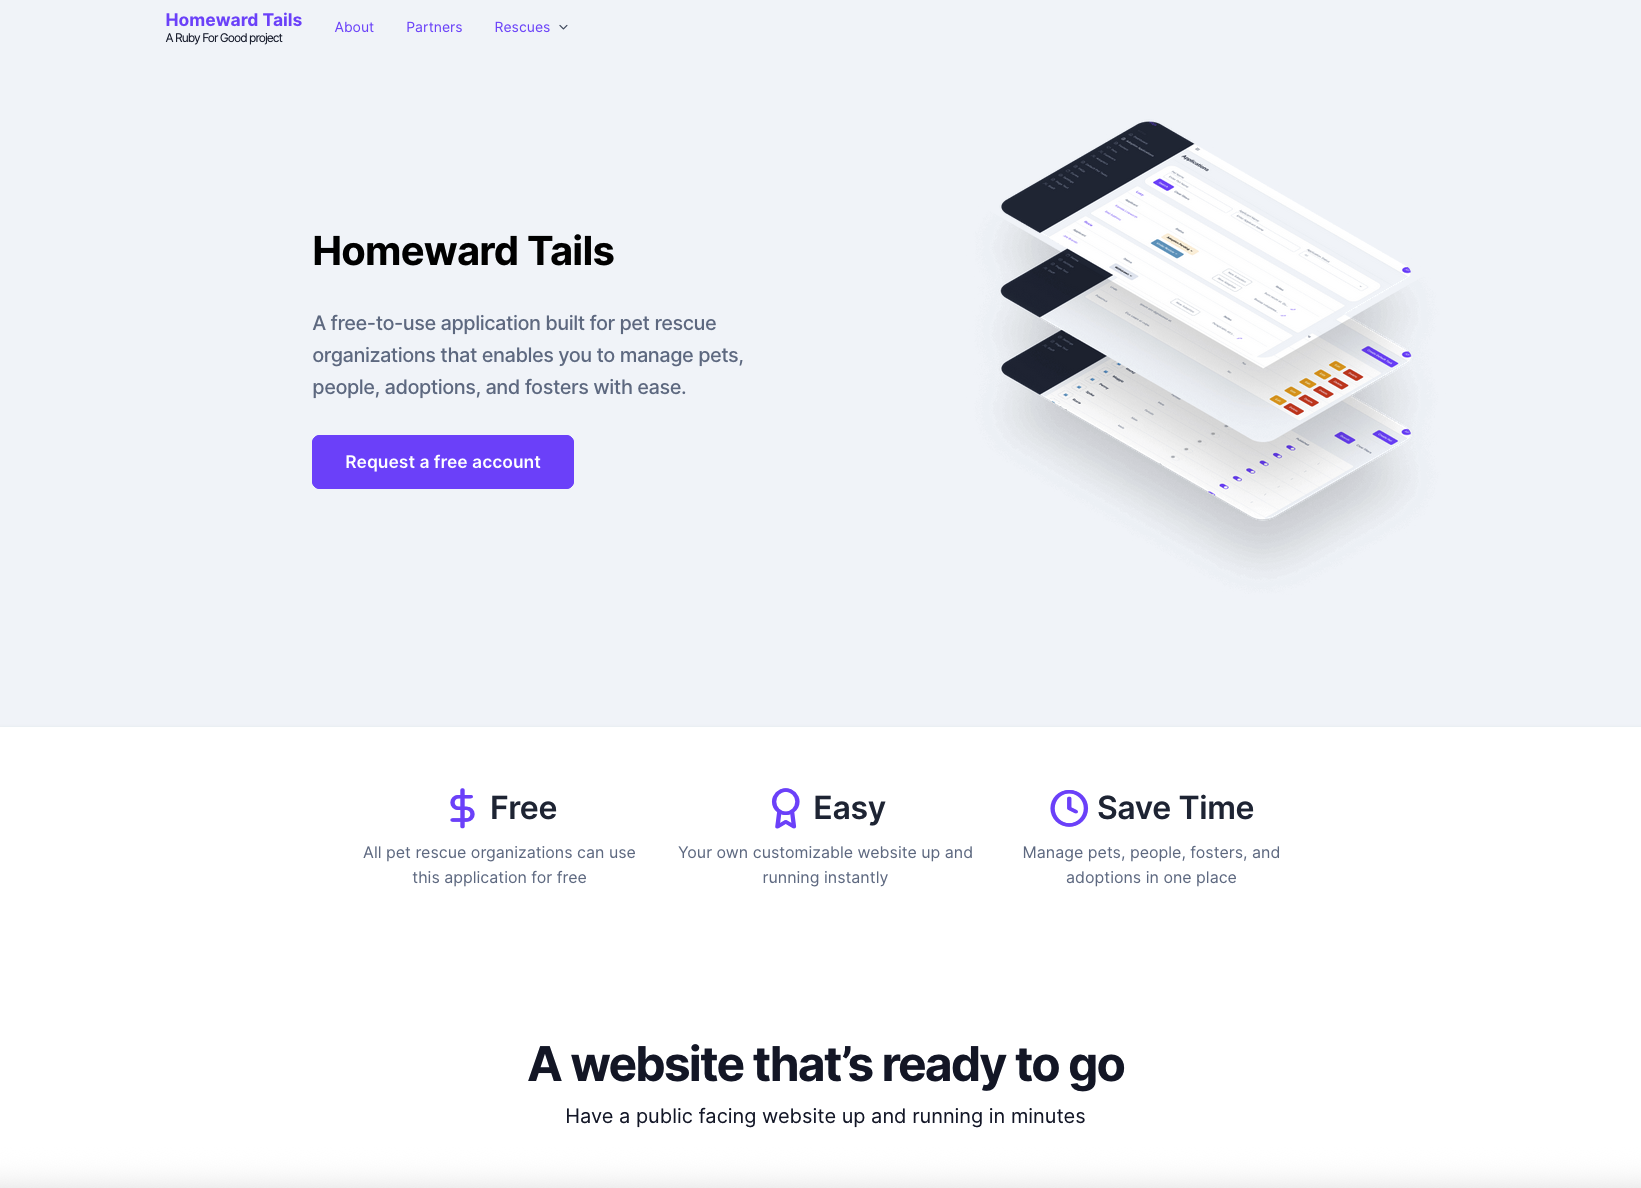 Homeward Tails
A Ruby For Good project
About
Partners
Rescues
Homeward Tails
A free-to-use application built for pet rescue
organizations that enables you to manage pets,
people, adoptions, and fosters with ease.
Request a free account
Applications
Free
All pet rescue organizations can use
this application for free
Easy
Your own customizable website up and
running instantly
Save Time
Manage pets, people, fosters, and
adoptions in one place
A website that’s ready to go
Have a public facing website up and running in minutes